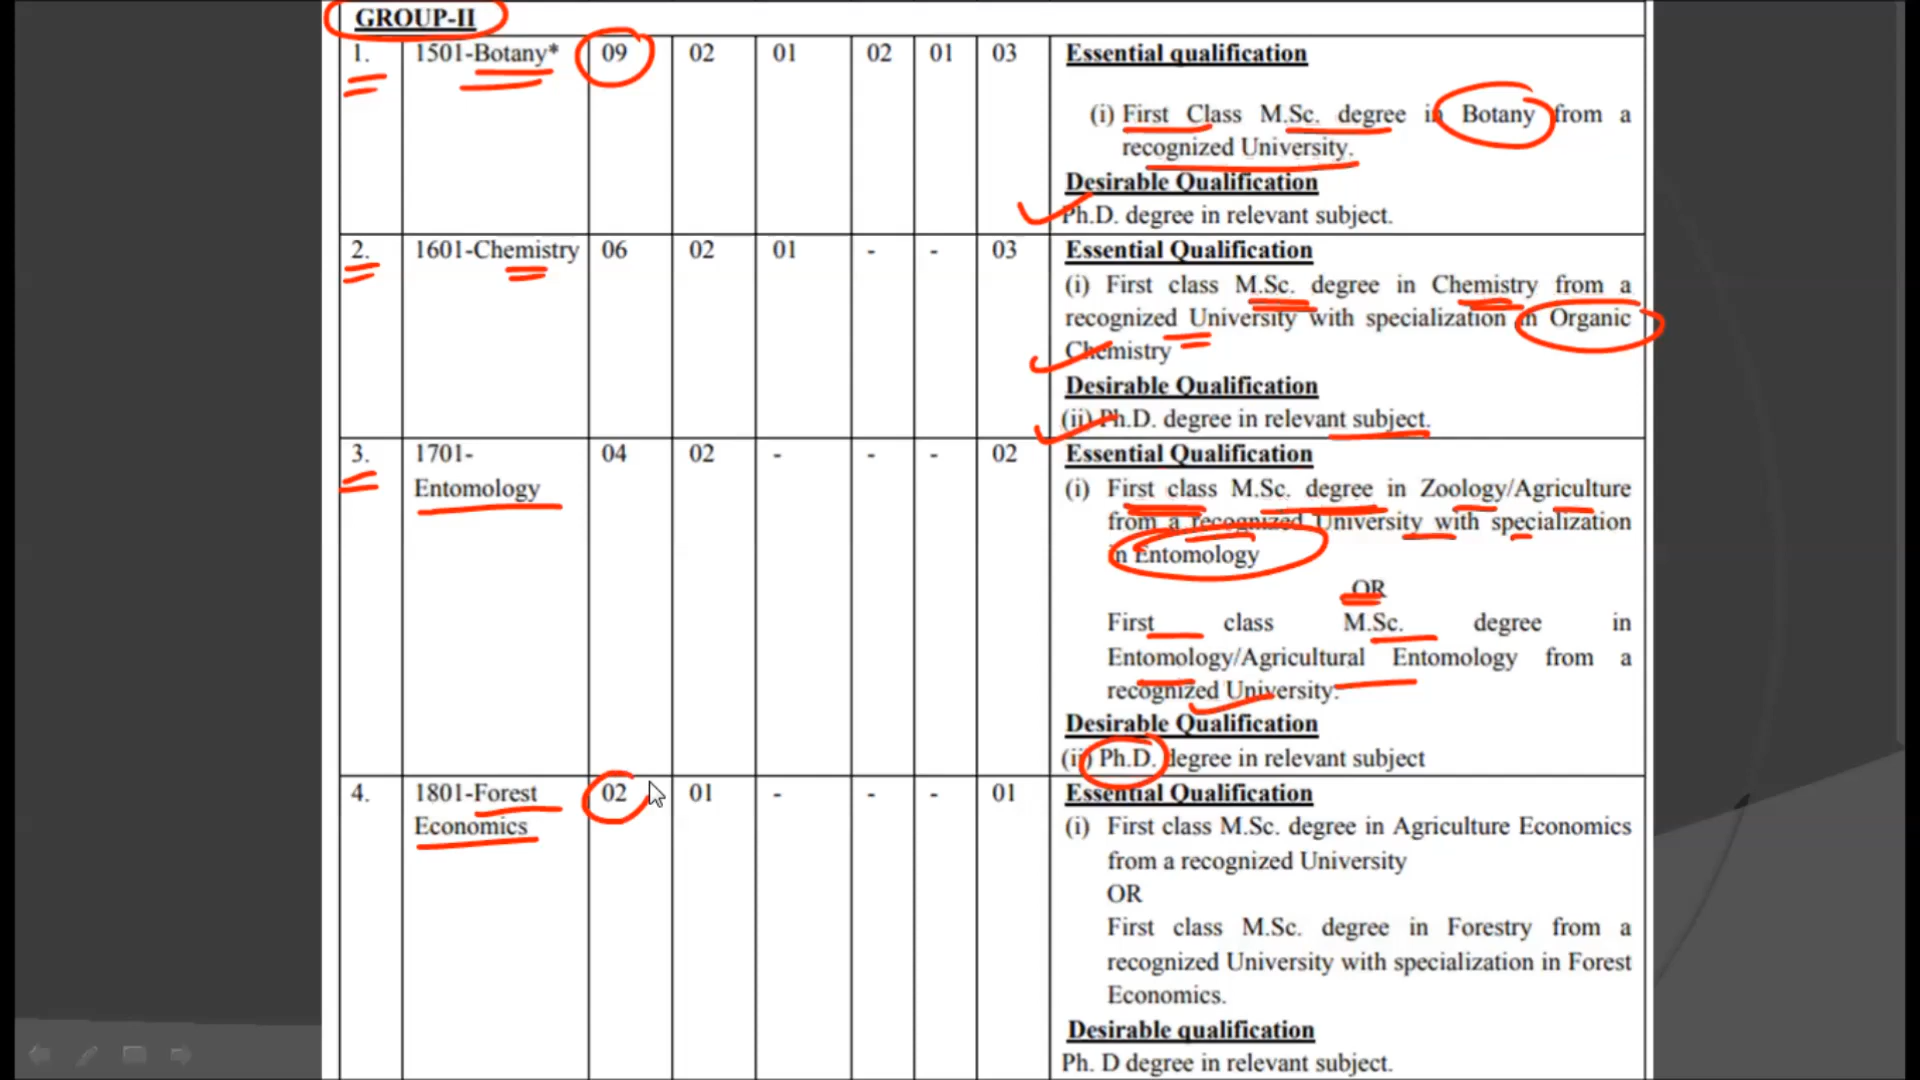 GROUP-II
1. 1501-Botany* 09 02 01 02 01 03 Essential qualification
(i) First Class M.Sc. degree in Botany from a
recognized University.
Desirable Qualification
Ph.D. degree in relevant subject.
2. 1601-Chemistry 06 02 01 - - 03 Essential Qualification
(i) First class M.Sc. degree in Chemistry from a
recognized University with specialization in Organic
Chemistry
Desirable Qualification
(ii) Ph.D. degree in relevant subject.
3. 1701- 04 02 - - - 02 Essential Qualification
Entomology (i) First class M.Sc. degree in Zoology/Agriculture
from a recognized University with specialization
in Entomology
OR
First class M.Sc. degree in
Entomology/Agricultural Entomology from a
recognized University.
Desirable Qualification
(ii) Ph.D. degree in relevant subject
4. 1801-Forest 02 01 - - - 01 Essential Qualification
Economics (i) First class M.Sc. degree in Agriculture Economics
from a recognized University
OR
First class M.Sc. degree in Forestry from a
recognized University with specialization in Forest
Economics.
Desirable qualification
Ph. D degree in relevant subject.